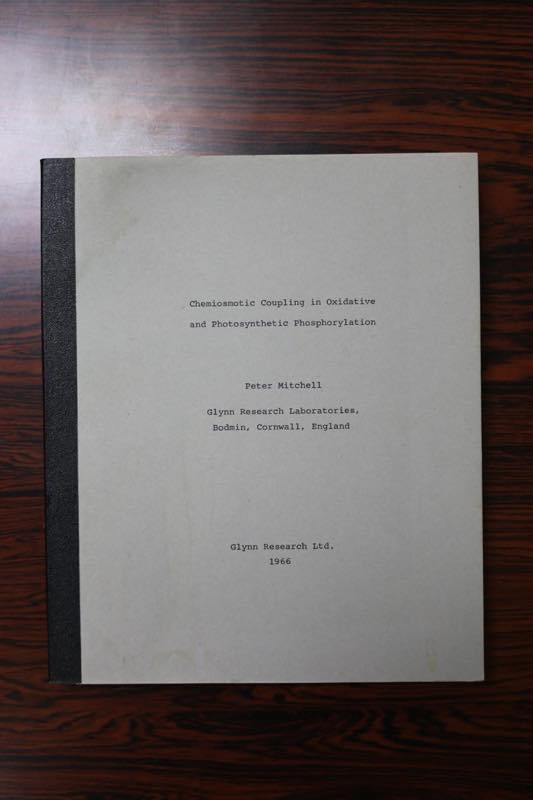 Chemiosmotic Coupling in Oxidative
and Photosynthetic Phosphorylation
Peter Mitchell
Glynn Research Laboratories,
Bodmin, Cornwall, England
Glynn Research Ltd.
1966